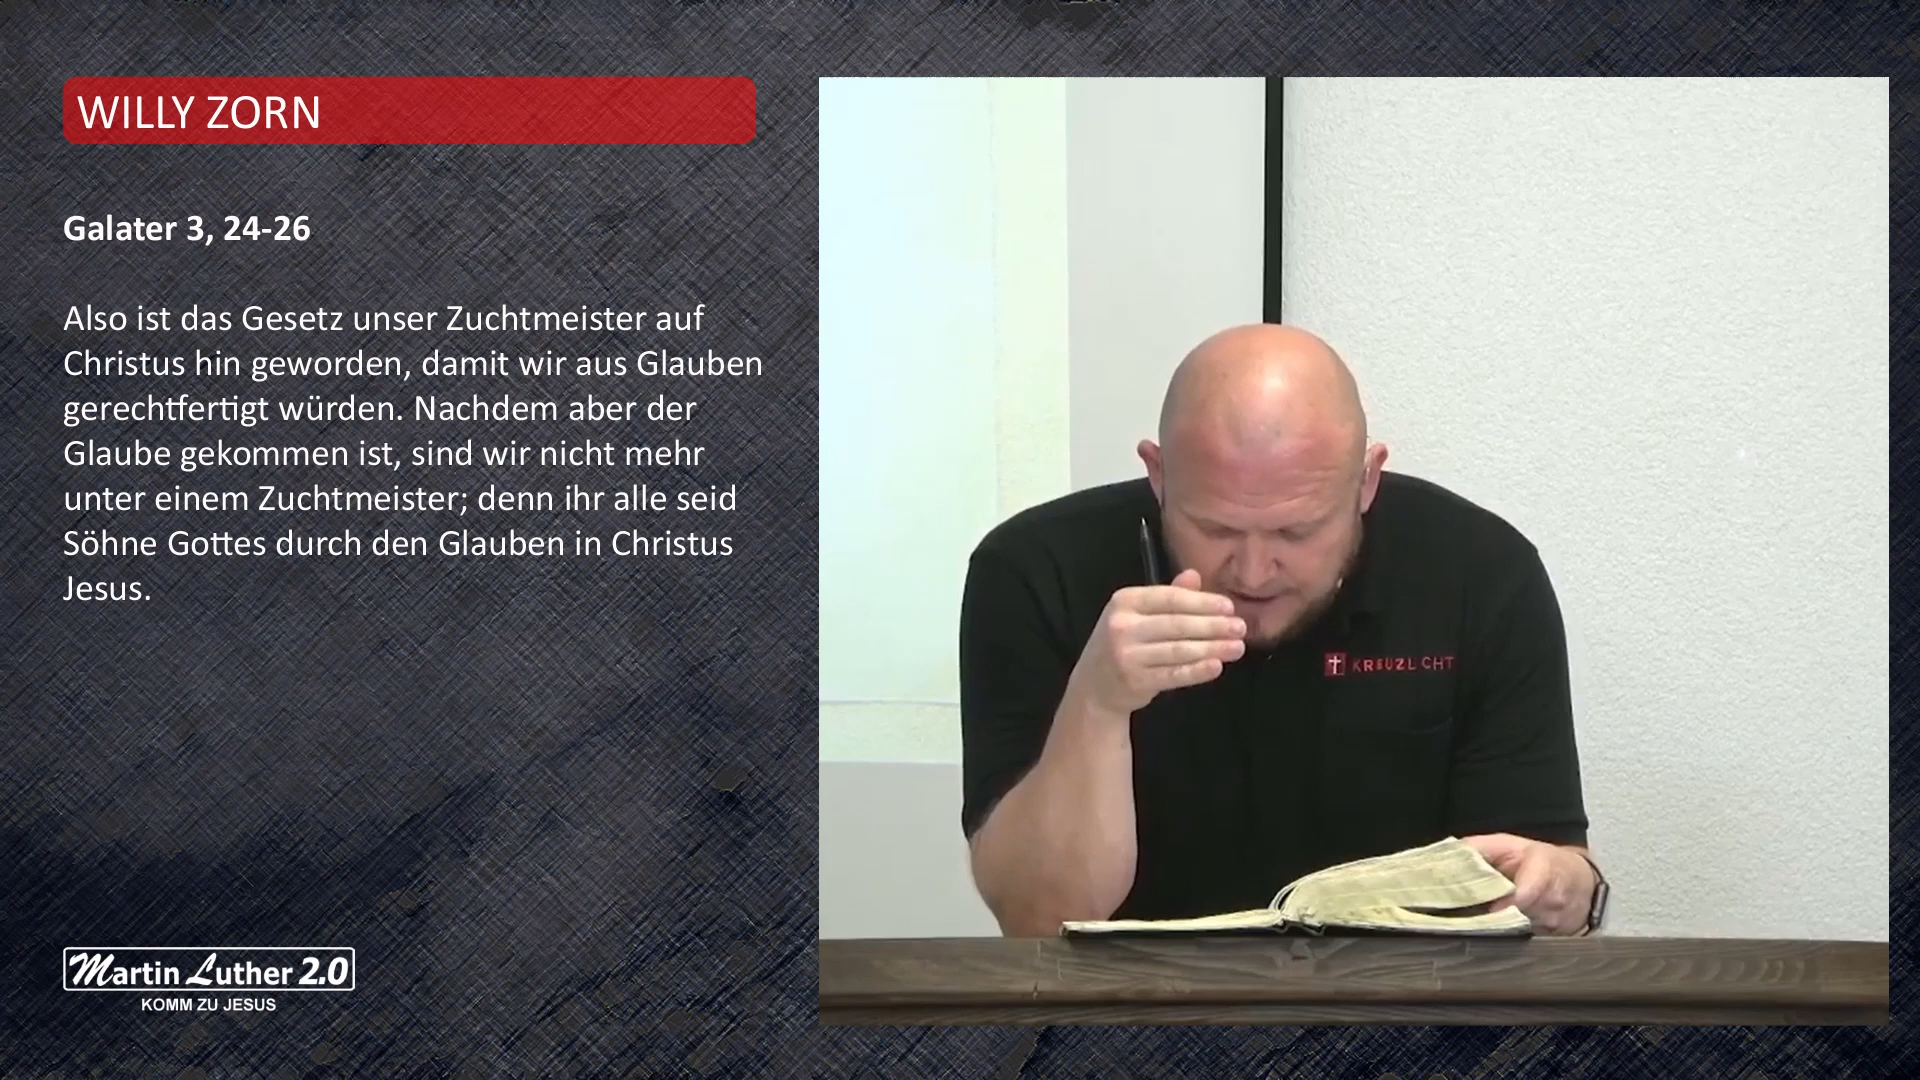 WILLY ZORN
Galater 3, 24-26
Also ist das Gesetz unser Zuchtmeister auf
Christus hin geworden, damit wir aus Glauben
gerechtfertigt würden. Nachdem aber der
Glaube gekommen ist, sind wir nicht mehr
unter einem Zuchtmeister; denn ihr alle seid
Söhne Gottes durch den Glauben in Christus
Jesus.
KREUZLICHT
Martin Luther 2.0
KOMM ZU JESUS